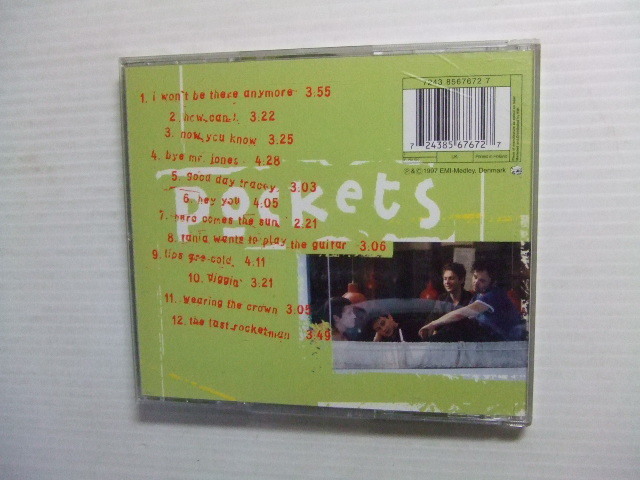 1. i won't be there anymore 3.55
2. how can i 3.22
3. now you know 3.25
4. bye mr. jones 4.28
5. good day tracey 3.03
6. hey you 4.05
7. here comes the sun 2.21
8. tania wants to play the guitar 3.06
9. lips gone cold 4.11
10. diggin' 3.21
11. wearing the crown 3.05
12. the last rocketman 3.49
pockets
7243 8567672 7
7 24385 67672 7
℗&©1997 EMI-Medley, Denmark